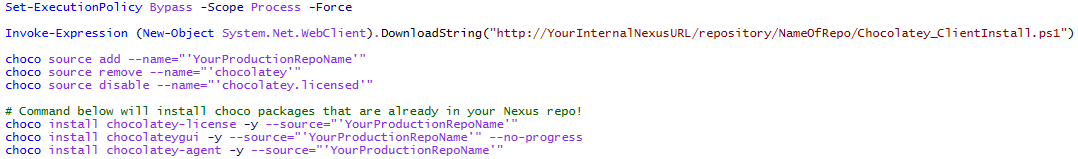 Set-ExecutionPolicy Bypass -Scope Process -Force
Invoke-Expression (New-Object System.Net.WebClient).DownloadString("http://YourInternalNexusURL/repository/NameOfRepo/Chocolatey_ClientInstall.ps1")
choco source add --name="'YourProductionRepoName'"
choco source remove --name="'chocolatey'"
choco source disable --name="'chocolatey.licensed'"
# Command below will install choco packages that are already in your Nexus repo!
choco install chocolatey-license -y --source="'YourProductionRepoName'"
choco install chocolateygui -y --source="'YourProductionRepoName'" --no-progress
choco install chocolatey-agent -y --source="'YourProductionRepoName'"